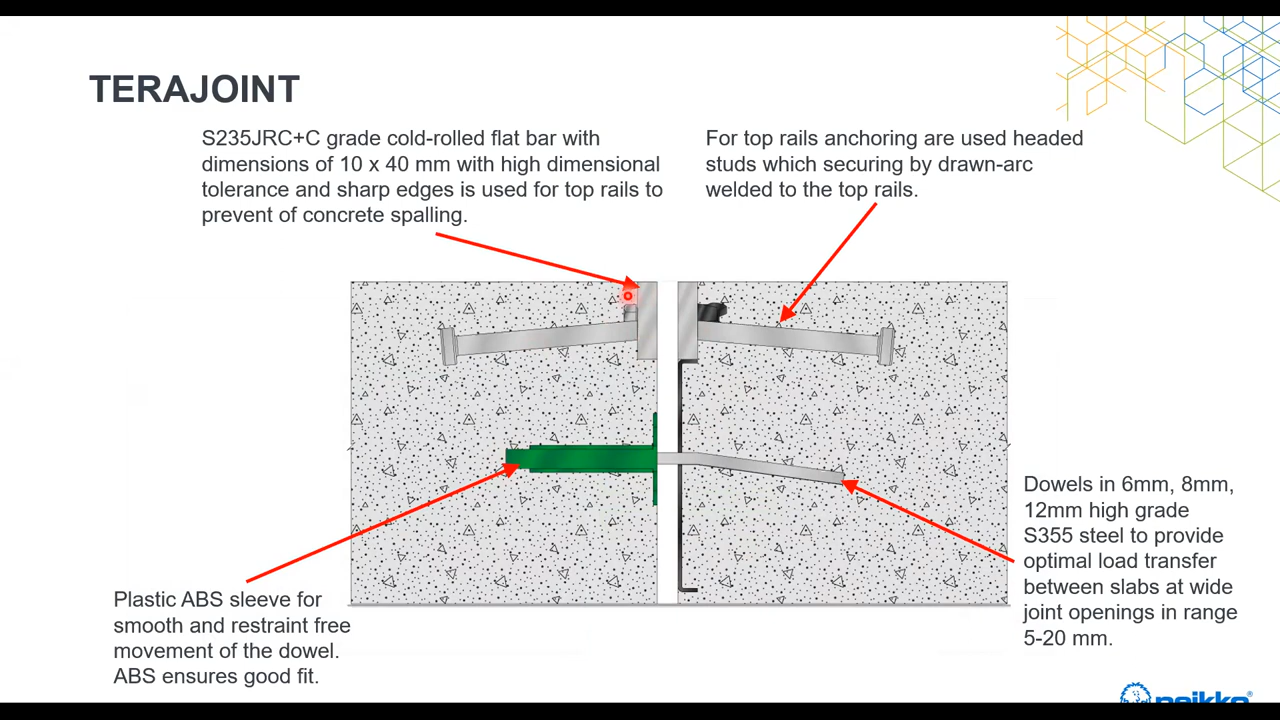 TERAJOINT
S235JRC+C grade cold-rolled flat bar with
dimensions of 10 x 40 mm with high dimensional
tolerance and sharp edges is used for top rails to
prevent of concrete spalling.
For top rails anchoring are used headed
studs which securing by drawn-arc
welded to the top rails.
Dowels in 6mm, 8mm,
12mm high grade
S355 steel to provide
optimal load transfer
between slabs at wide
joint openings in range
5-20 mm.
Plastic ABS sleeve for
smooth and restraint free
movement of the dowel.
ABS ensures good fit.
peikko®